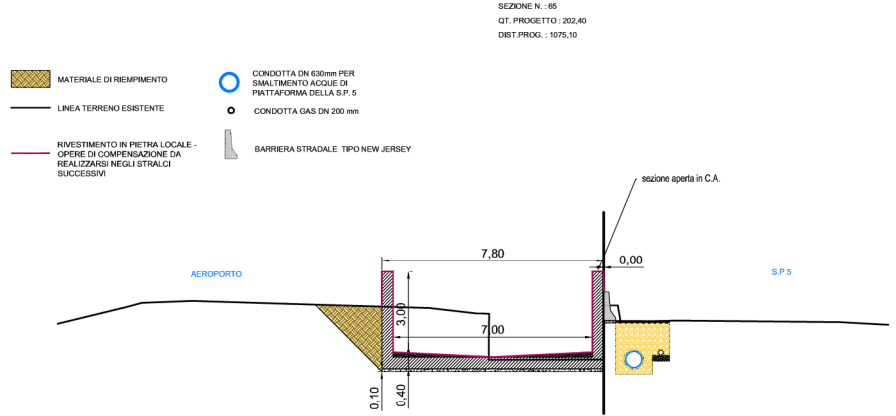 SEZIONE N. : 65
QT. PROGETTO : 202,40
DIST.PROG. : 1075,10
MATERIALE DI RIEMPIMENTO
LINEA TERRENO ESISTENTE
RIVESTIMENTO IN PIETRA LOCALE -
OPERE DI COMPENSAZIONE DA
REALIZZARSI NEGLI STRALCI
SUCCESSIVI
CONDOTTA DN 630mm PER
SMALTIMENTO ACQUE DI
PIATTAFORMA DELLA S.P. 5
CONDOTTA GAS DN 200 mm
BARRIERA STRADALE TIPO NEW JERSEY
sezione aperta in C.A.
7,80
0,00
AEROPORTO
S.P.5
3,00
7,00
0,10
0,40